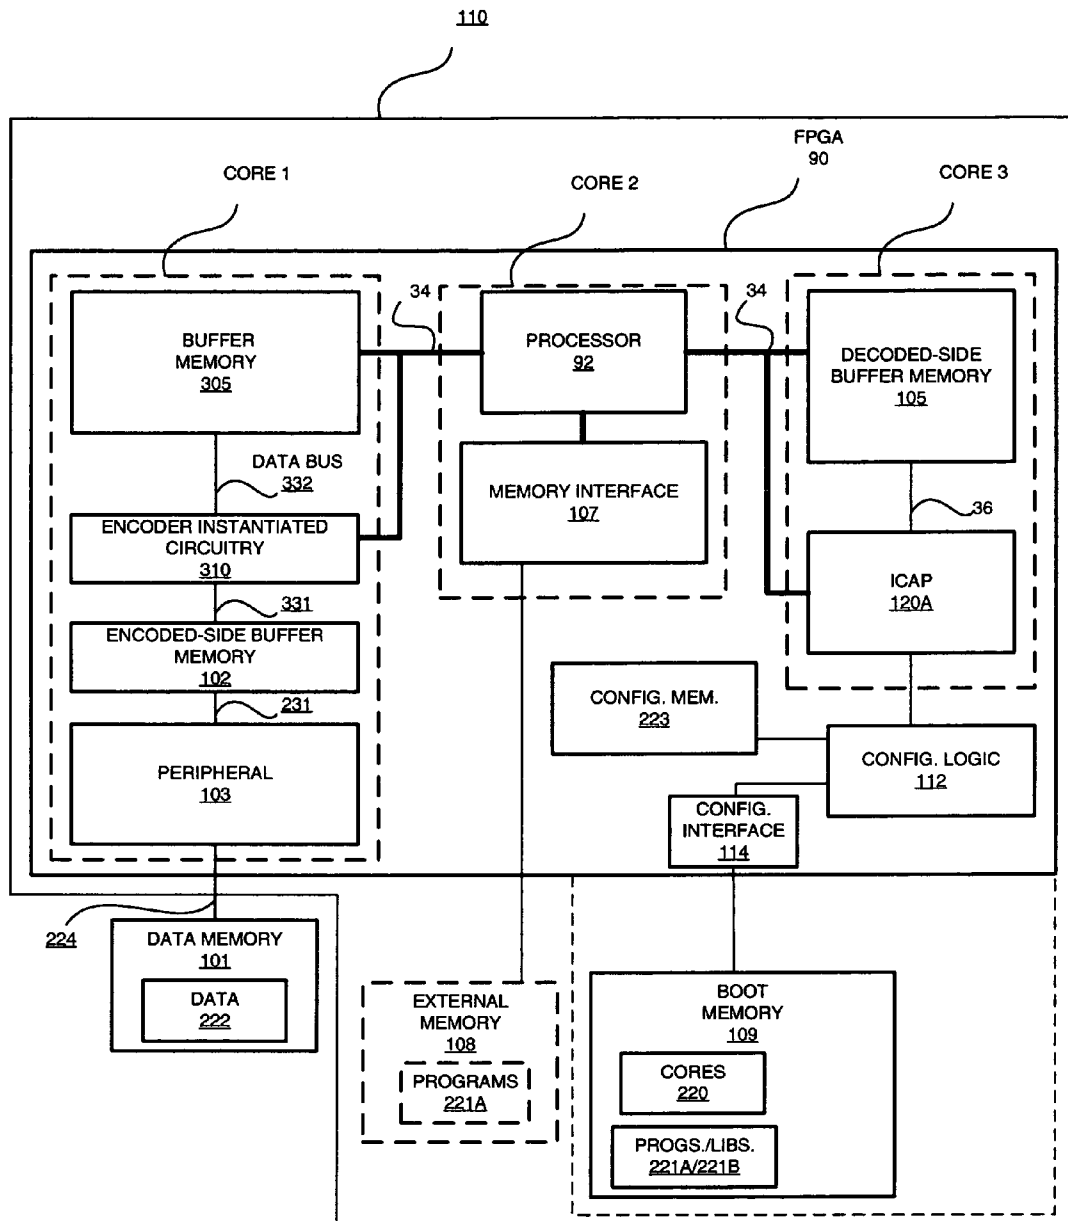 110
FPGA
90
CORE 1
CORE 2
CORE 3
34
34
BUFFER
MEMORY
305
PROCESSOR
92
DECODED-SIDE
BUFFER MEMORY
105
DATA BUS
332
MEMORY INTERFACE
107
36
ENCODER INSTANTIATED
CIRCUITRY
310
ICAP
120A
331
ENCODED-SIDE BUFFER
MEMORY
102
231
CONFIG. MEM.
223
PERIPHERAL
103
CONFIG. LOGIC
112
CONFIG.
INTERFACE
114
224
DATA MEMORY
101
DATA
222
EXTERNAL
MEMORY
108
PROGRAMS
221A
BOOT
MEMORY
109
CORES
220
PROGS./LIBS.
221A/221B